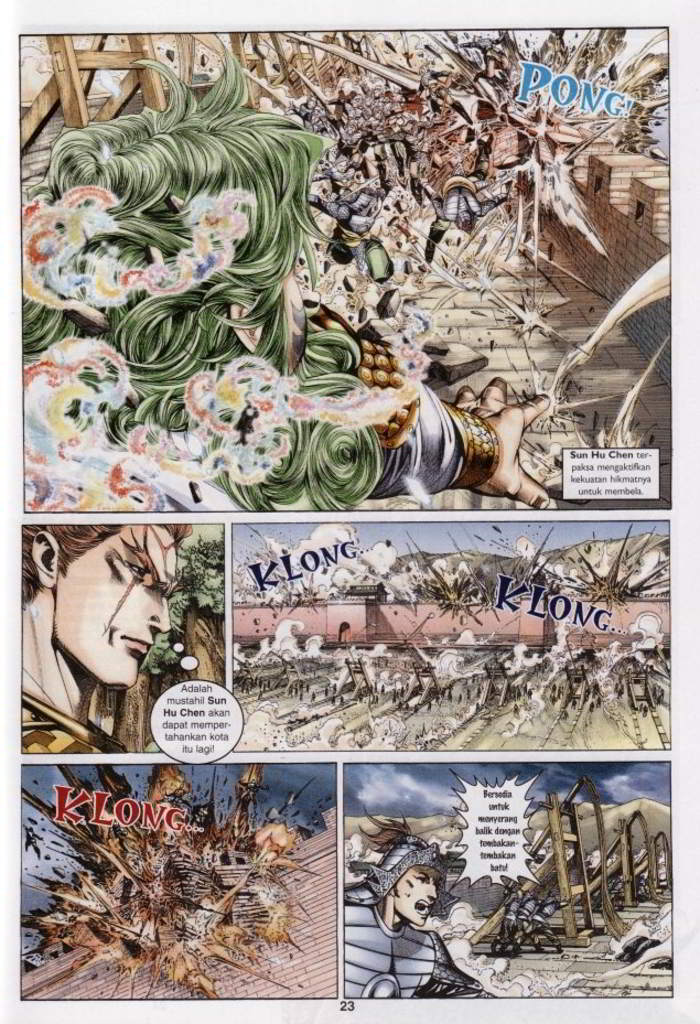 PONG!
Sun Hu Chen ter-
paksa mengaktifkan
kekuatan hikmatnya
untuk membela.
Adalah
mustahil Sun
Hu Chen akan
dapat memper-
tahankan kota
itu lagi!
KLONG...
KLONG...
KLONG...
Bersedia
untuk
menyerang
balik dengan
tembakan-
tembakan
batu!
23